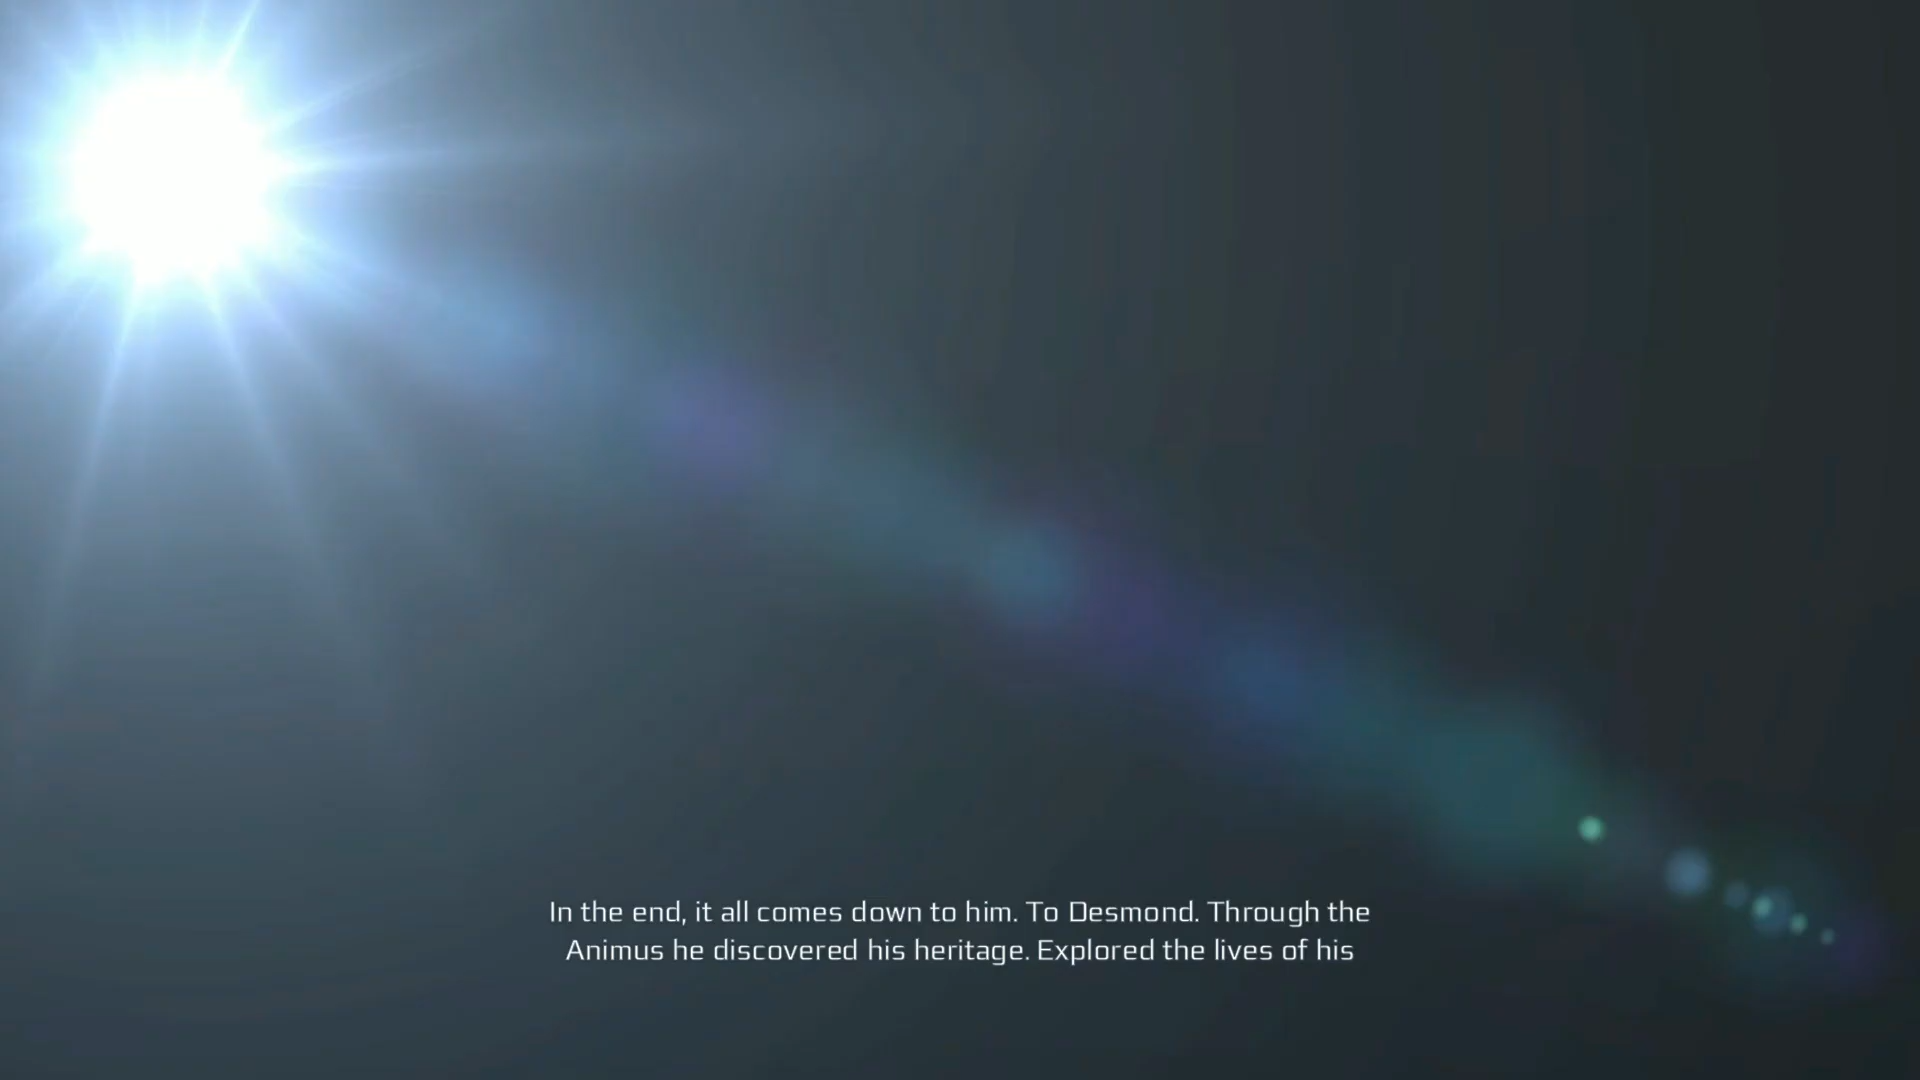 In the end, it all comes down to him. To Desmond. Through the
Animus he discovered his heritage. Explored the lives of his